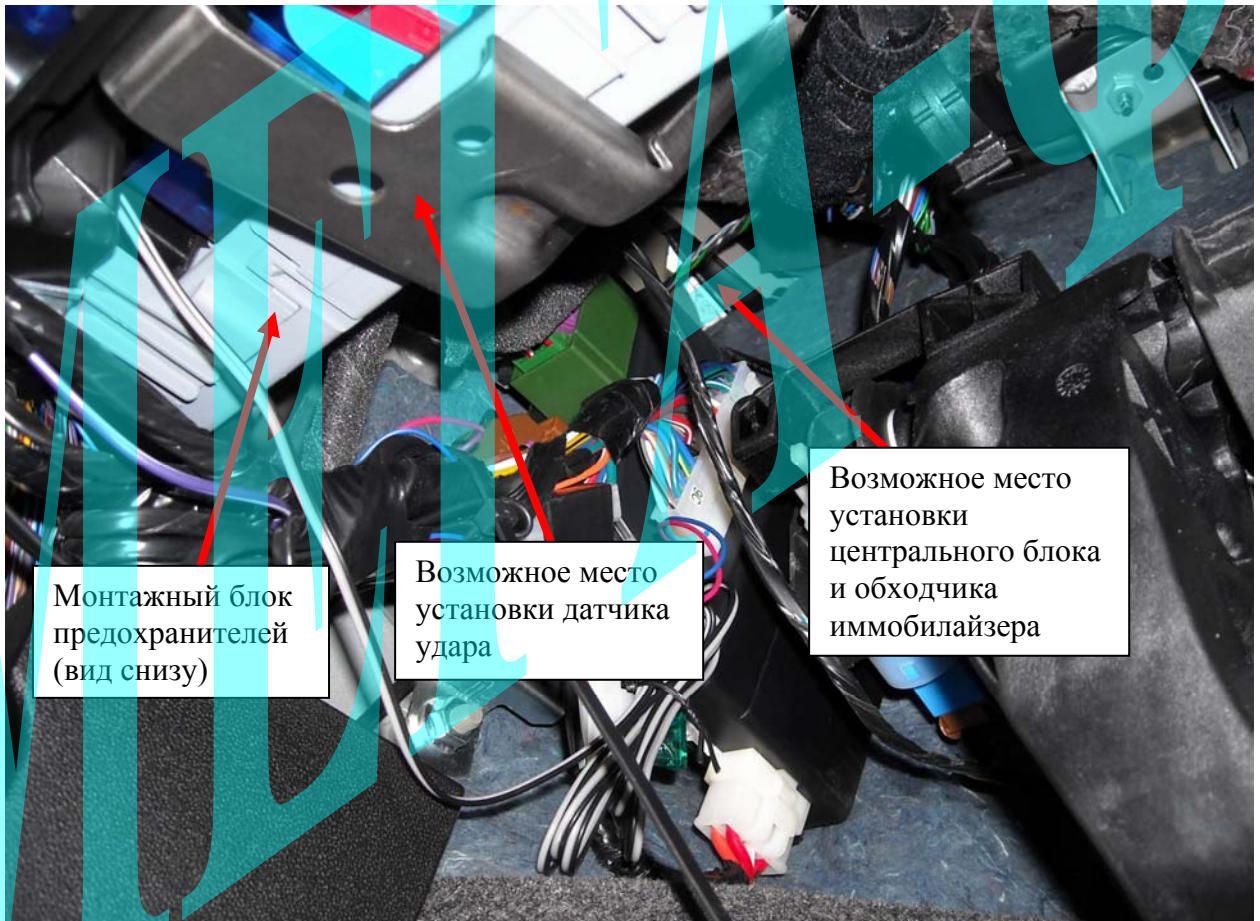 Монтажный блок
предохранителей
(вид снизу)
Возможное место
установки датчика
удара
Возможное место
установки
центрального блока
и обходчика
иммобилайзера